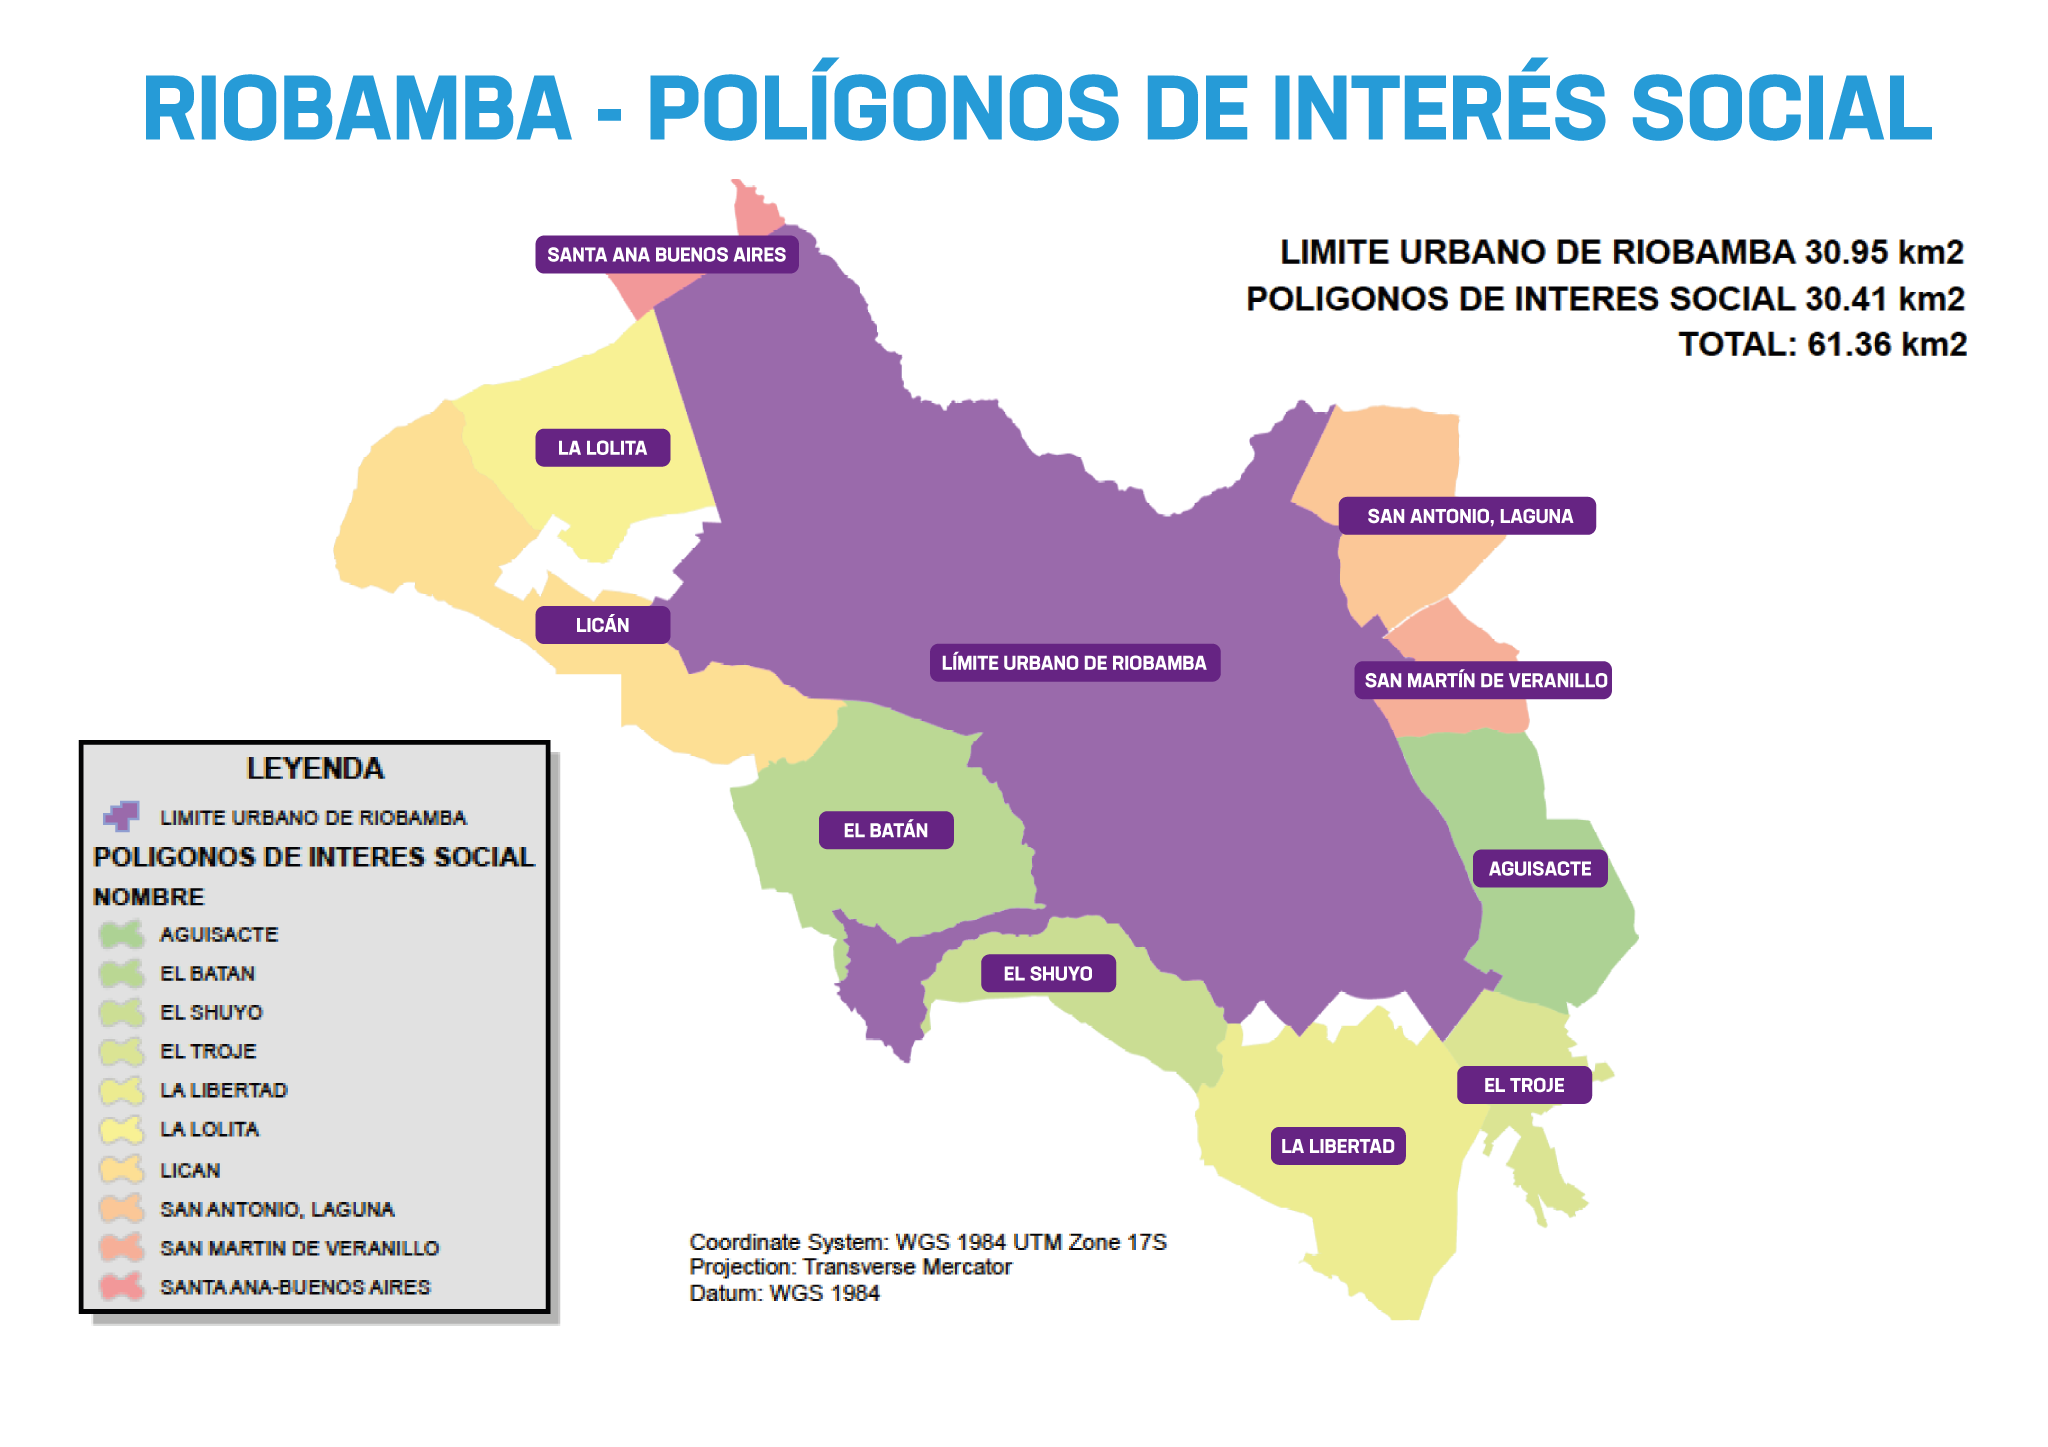 RIOBAMBA - POLÍGONOS DE INTERÉS SOCIAL
SANTA ANA BUENOS AIRES
LIMITE URBANO DE RIOBAMBA 30.95 km2
POLIGONOS DE INTERES SOCIAL 30.41 km2
TOTAL: 61.36 km2
LA LOLITA
SAN ANTONIO, LAGUNA
LICÁN
LÍMITE URBANO DE RIOBAMBA
SAN MARTÍN DE VERANILLO
EL BATÁN
AGUISACTE
EL SHUYO
EL TROJE
LA LIBERTAD
LEYENDA
LIMITE URBANO DE RIOBAMBA
POLIGONOS DE INTERES SOCIAL
NOMBRE
AGUISACTE
EL BATAN
EL SHUYO
EL TROJE
LA LIBERTAD
LA LOLITA
LICAN
SAN ANTONIO, LAGUNA
SAN MARTIN DE VERANILLO
SANTA ANA-BUENOS AIRES
Coordinate System: WGS 1984 UTM Zone 17S
Projection: Transverse Mercator
Datum: WGS 1984